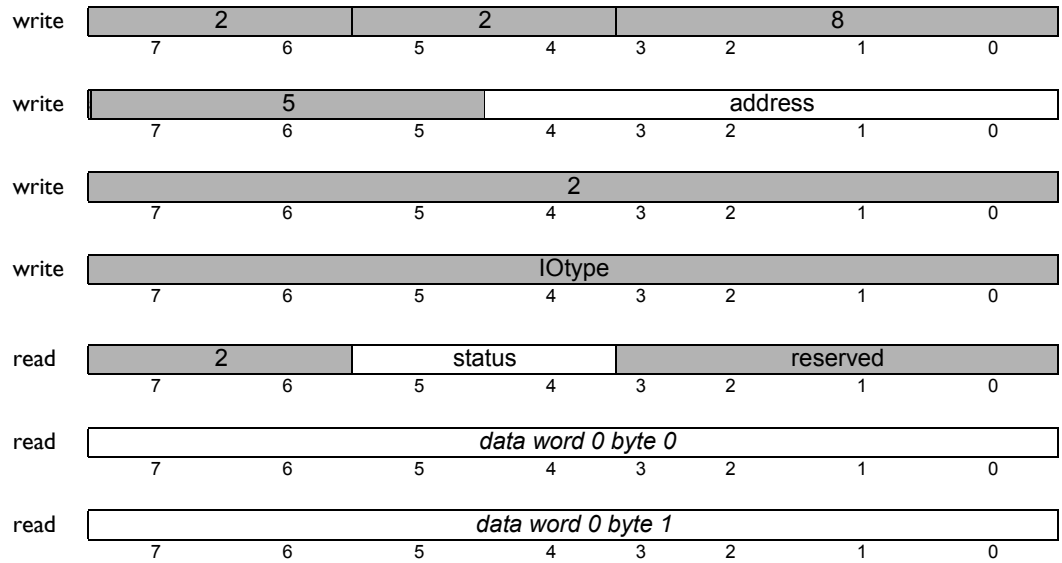 write 2 2 8
7 6 5 4 3 2 1 0
write 5 address
7 6 5 4 3 2 1 0
write 2
7 6 5 4 3 2 1 0
write IOtype
7 6 5 4 3 2 1 0
read 2 status reserved
7 6 5 4 3 2 1 0
read data word 0 byte 0
7 6 5 4 3 2 1 0
read data word 0 byte 1
7 6 5 4 3 2 1 0